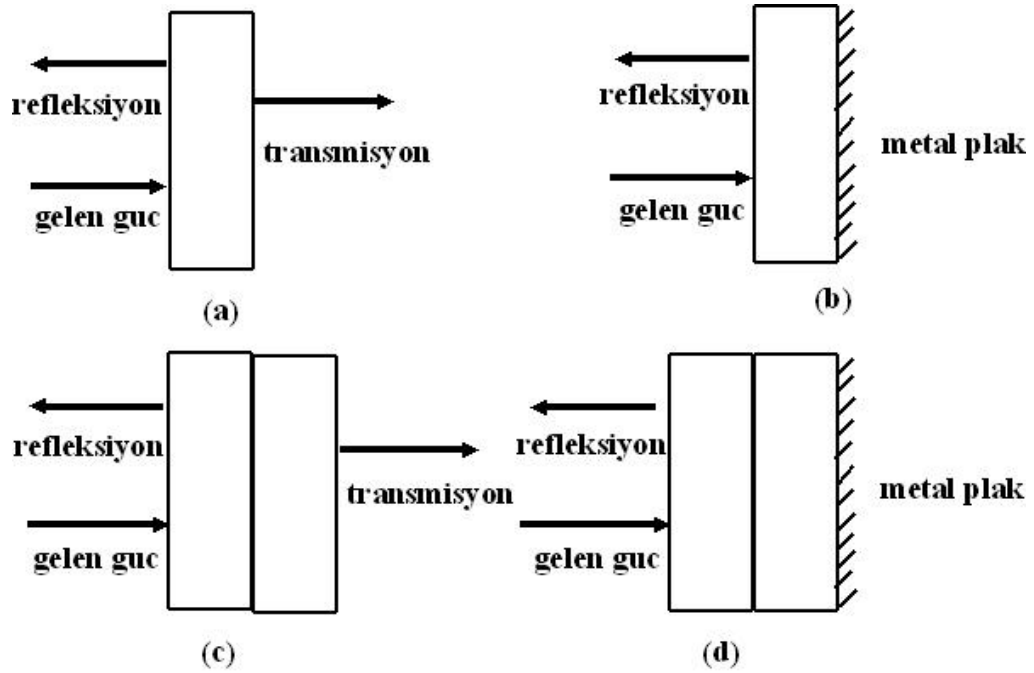 refleksiyon
transmisyon
gelen guc
(a)
refleksiyon
metal plak
gelen guc
(b)
refleksiyon
transmisyon
gelen guc
(c)
refleksiyon
metal plak
gelen guc
(d)